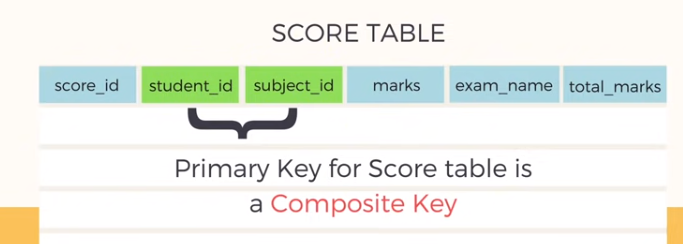 SCORE TABLE
score_id student_id subject_id marks exam_name total_marks
Primary Key for Score table is
a Composite Key